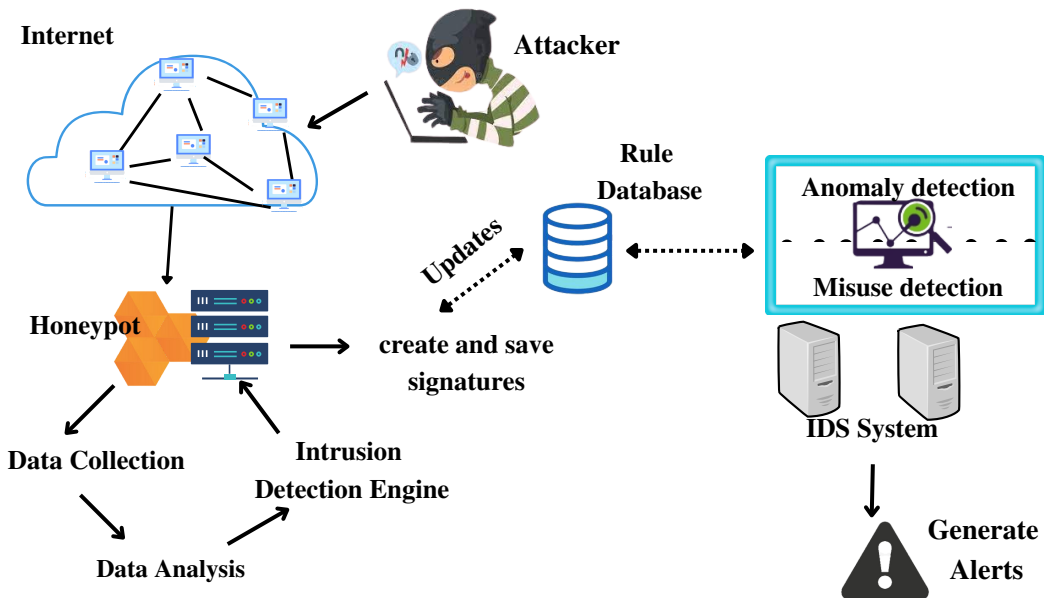 Internet
Attacker
Rule
Database
Anomaly detection
Misuse detection
Updates
Honeypot
create and save
signatures
IDS System
Data Collection
Intrusion
Detection Engine
Data Analysis
Generate
Alerts